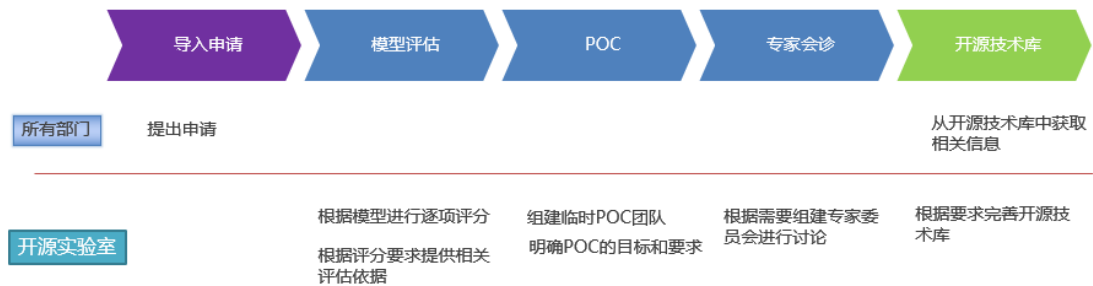 导入申请
模型评估
POC
专家会诊
开源技术库
所有部门
提出申请
从开源技术库中获取
相关信息
开源实验室
根据模型进行逐项评分
根据评分要求提供相关
评估依据
组建临时POC团队
明确POC的目标和要求
根据需要组建专家委
员会进行讨论
根据要求完善开源技
术库